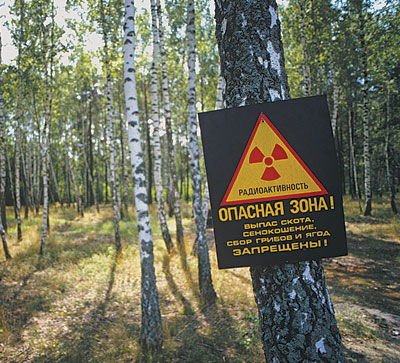 РАДИОАКТИВНОСТЬ
ОПАСНАЯ ЗОНА!
ВЫПАС СКОТА,
СЕНОКОШЕНИЕ,
СБОР ГРИБОВ И ЯГОД
ЗАПРЕЩЕНЫ!